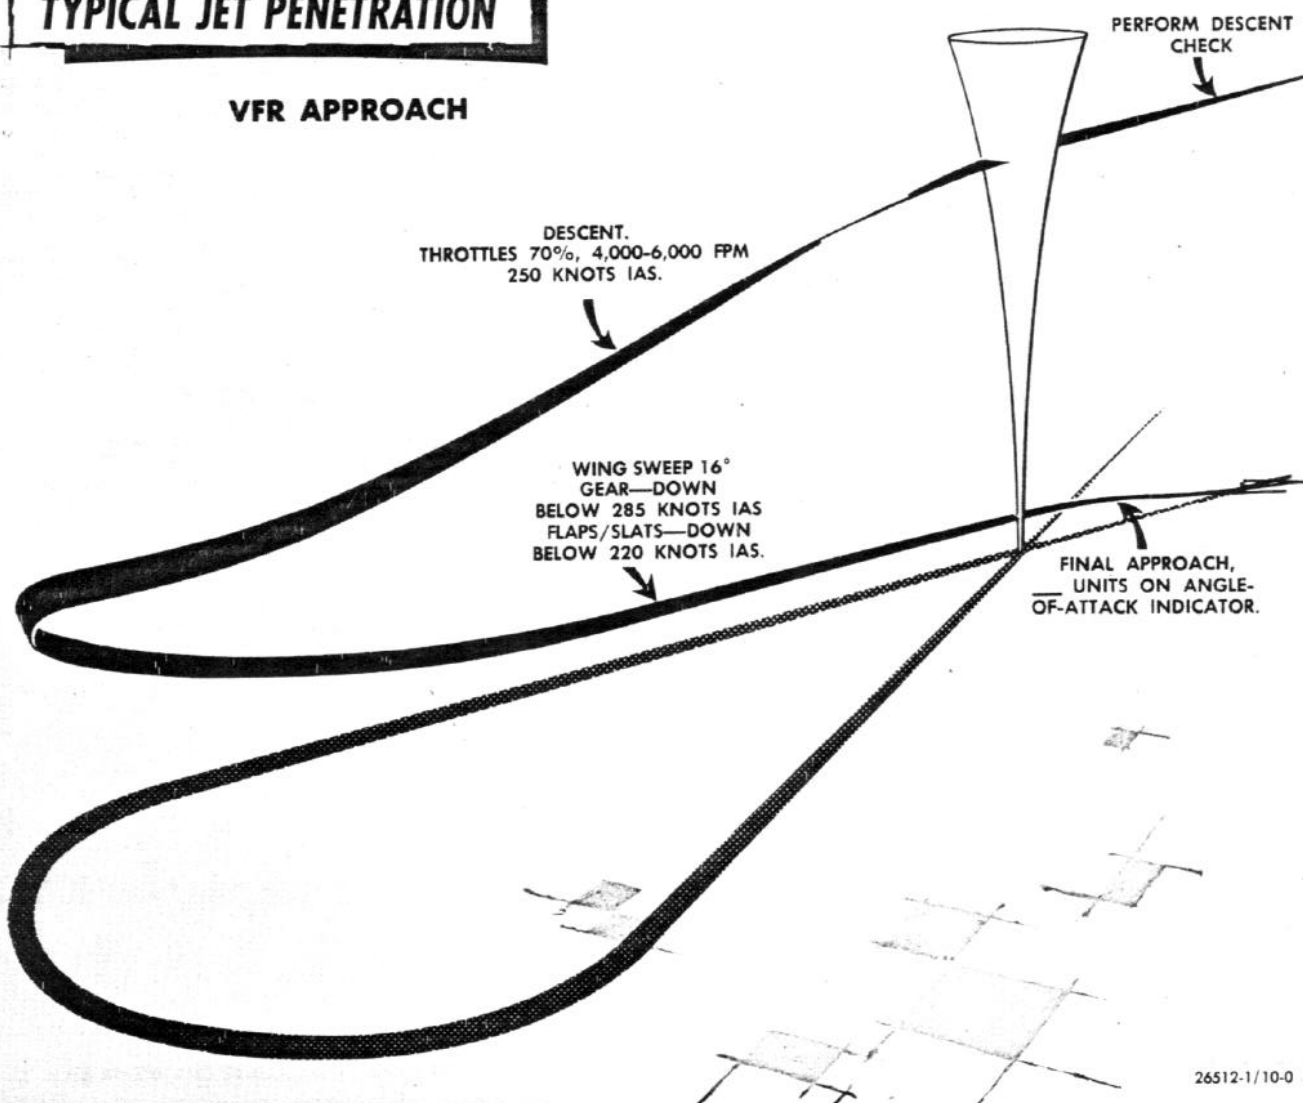 TYPICAL JET PENETRATION
VFR APPROACH
PERFORM DESCENT
CHECK
DESCENT.
THROTTLES 70%, 4,000-6,000 FPM
250 KNOTS IAS.
WING SWEEP 16°
GEAR—DOWN
BELOW 285 KNOTS IAS
FLAPS/SLATS—DOWN
BELOW 220 KNOTS IAS.
FINAL APPROACH,
__ UNITS ON ANGLE-
OF-ATTACK INDICATOR.
26512-1/10-0